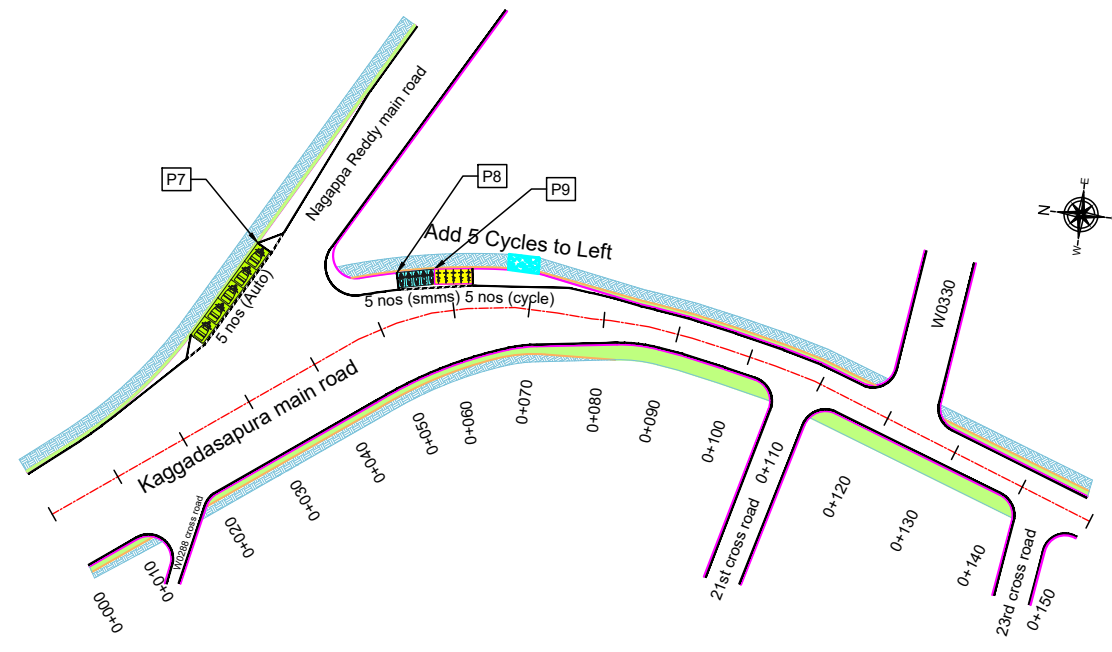 Nagappa Reddy main road
P7
P8
P9
Add 5 Cycles to Left
N
E
W
5 nos (Auto)
5 nos (smms)
5 nos (cycle)
W0330
Kaggadasapura main road
W0288 cross road
21st cross road
23rd cross road
0+000
0+010
0+020
0+030
0+040
0+050
0+060
0+070
0+080
0+090
0+100
0+110
0+120
0+130
0+140
0+150